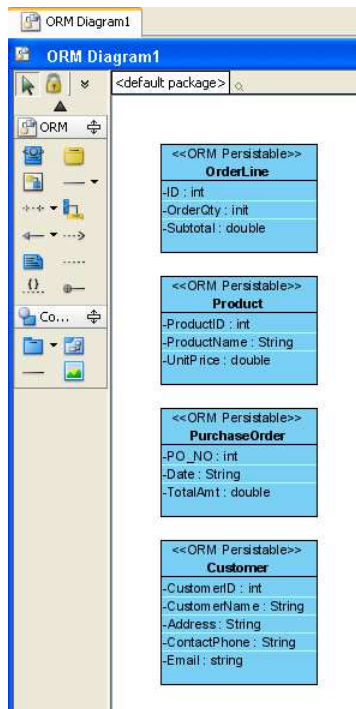 ORM Diagram1
ORM Diagram1
<default package>
ORM
<<ORM Persistable>>
OrderLine
-ID : int
-OrderQty : init
-Subtotal : double
<<ORM Persistable>>
Product
-ProductID : int
-ProductName : String
-UnitPrice : double
Co...
<<ORM Persistable>>
PurchaseOrder
-PO_NO : int
-Date : String
-TotalAmt : double
<<ORM Persistable>>
Customer
-CustomerID : int
-CustomerName : String
-Address : String
-ContactPhone : String
-Email : string